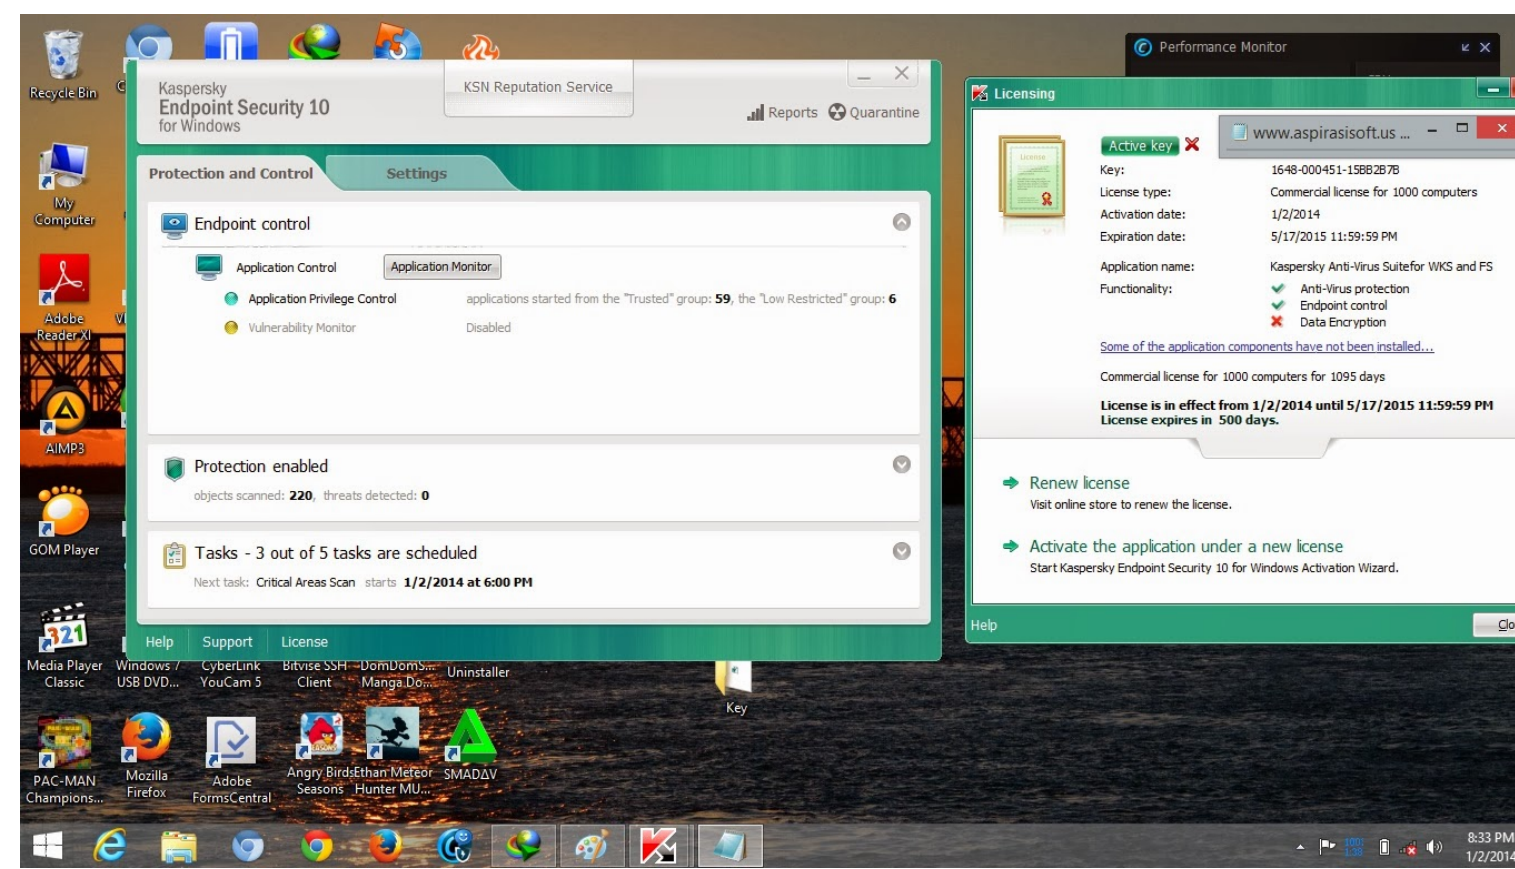 Recycle Bin
My
Computer
Adobe
Reader XI
AIMP3
GOM Player
Media Player
Classic
Windows 7
USB DVD...
CyberLink
YouCam 5
Bitvise SSH
Client
DomDomS...
Manga Do...
Uninstaller
Key
PAC-MAN
Champions...
Mozilla
Firefox
Adobe
FormsCentral
Angry Birds
Seasons
Ethan Meteor
Hunter MU...
SMADΔV
Kaspersky
Endpoint Security 10
for Windows
KSN Reputation Service
Reports
Quarantine
Protection and Control
Settings
Endpoint control
Application Control
Application Monitor
Application Privilege Control
applications started from the "Trusted" group: 59, the "Low Restricted" group: 6
Vulnerability Monitor
Disabled
Protection enabled
objects scanned: 220, threats detected: 0
Tasks - 3 out of 5 tasks are scheduled
Next task: Critical Areas Scan starts 1/2/2014 at 6:00 PM
Help
Support
License
Performance Monitor
Licensing
www.aspirasisoft.us ...
License
Active key
Key: 1648-000451-15BB2B7B
License type: Commercial license for 1000 computers
Activation date: 1/2/2014
Expiration date: 5/17/2015 11:59:59 PM
Application name: Kaspersky Anti-Virus Suitefor WKS and FS
Functionality: Anti-Virus protection
Endpoint control
Data Encryption
Some of the application components have not been installed...
Commercial license for 1000 computers for 1095 days
License is in effect from 1/2/2014 until 5/17/2015 11:59:59 PM
License expires in 500 days.
Renew license
Visit online store to renew the license.
Activate the application under a new license
Start Kaspersky Endpoint Security 10 for Windows Activation Wizard.
Help
Clo
321
8:33 PM
1/2/2014